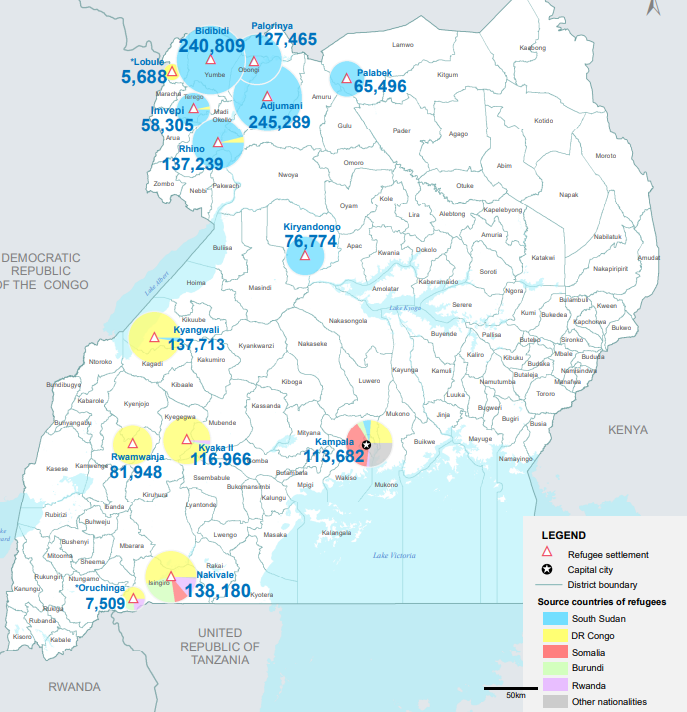 Palorinya
127,465
Bidibidi
240,809
Lamwo
Kaabong
*Lobule
5,688
Yumbe
Obongi
Palabek
65,496
Kitgum
Maracha
Terego
Adjumani
245,289
Amuru
Imvepi
58,305
Madi
Okollo
Kotido
Gulu
Pader
Agago
Arua
Rhino
137,239
Moroto
Omoro
Abim
Nwoya
Zombo
Nebbi
Pakwach
Otuke
Napak
Kole
Oyam
Lira
Alebtong
Kapelebyong
Kiryandongo
76,774
Amuria
Nabilatuk
Buliisa
Apac
Kwania
Dokolo
Katakwi
Amudat
DEMOCRATIC
REPUBLIC
OF THE CONGO
Nakapiripirit
Soroti
Lake Albert
Hoima
Masindi
Amolatar
Kaberamaido
Ngora
Serere
Bulambuli
Kween
Lake Kyoga
Kumi
Bukedea
Kapchorwa
Bukwo
Kikuube
Nakasongola
Kyangwali
137,713
Buyende
Pallisa
Butebo
Sironko
Kyankwanzi
Nakaseke
Kaliro
Kibuku
Mbale
Bududa
Ntoroko
Kagadi
Kakumiro
Budaka
Namisindwa
Kayunga
Kamuli
Butaleja
Bundibugyo
Kibaale
Kiboga
Luwero
Namutumba
Manafwa
Luuka
Tororo
Kabarole
Kyenjojo
Kassanda
Bugweri
Kyegegwa
Mukono
Jinja
Bugiri
Bunyangabu
Mubende
Busia
KENYA
Mityana
Kampala
113,682
Buikwe
Mayuge
Kyaka II
116,966
Rwamwanja
81,948
Gomba
Namayingo
Kasese
Kamwenge
Butambala
Ssembabule
Mpigi
Wakiso
Mukono
Bukomansimbi
Kiruhura
Kalungu
Ibanda
Lyantonde
Rubirizi
Buhweju
Lwengo
Masaka
Kalangala
Bushenyi
Mbarara
Mitooma
Sheema
Lake Victoria
Rakai
Rukungiri
Ntungamo
Isingiro
Nakivale
138,180
Kanungu
*Oruchinga
7,509
Kyotera
Rukiga
Rubanda
Kisoro
Kabale
UNITED
REPUBLIC OF
TANZANIA
RWANDA
50km
LEGEND
Refugee settlement
Capital city
District boundary
Source countries of refugees
South Sudan
DR Congo
Somalia
Burundi
Rwanda
Other nationalities